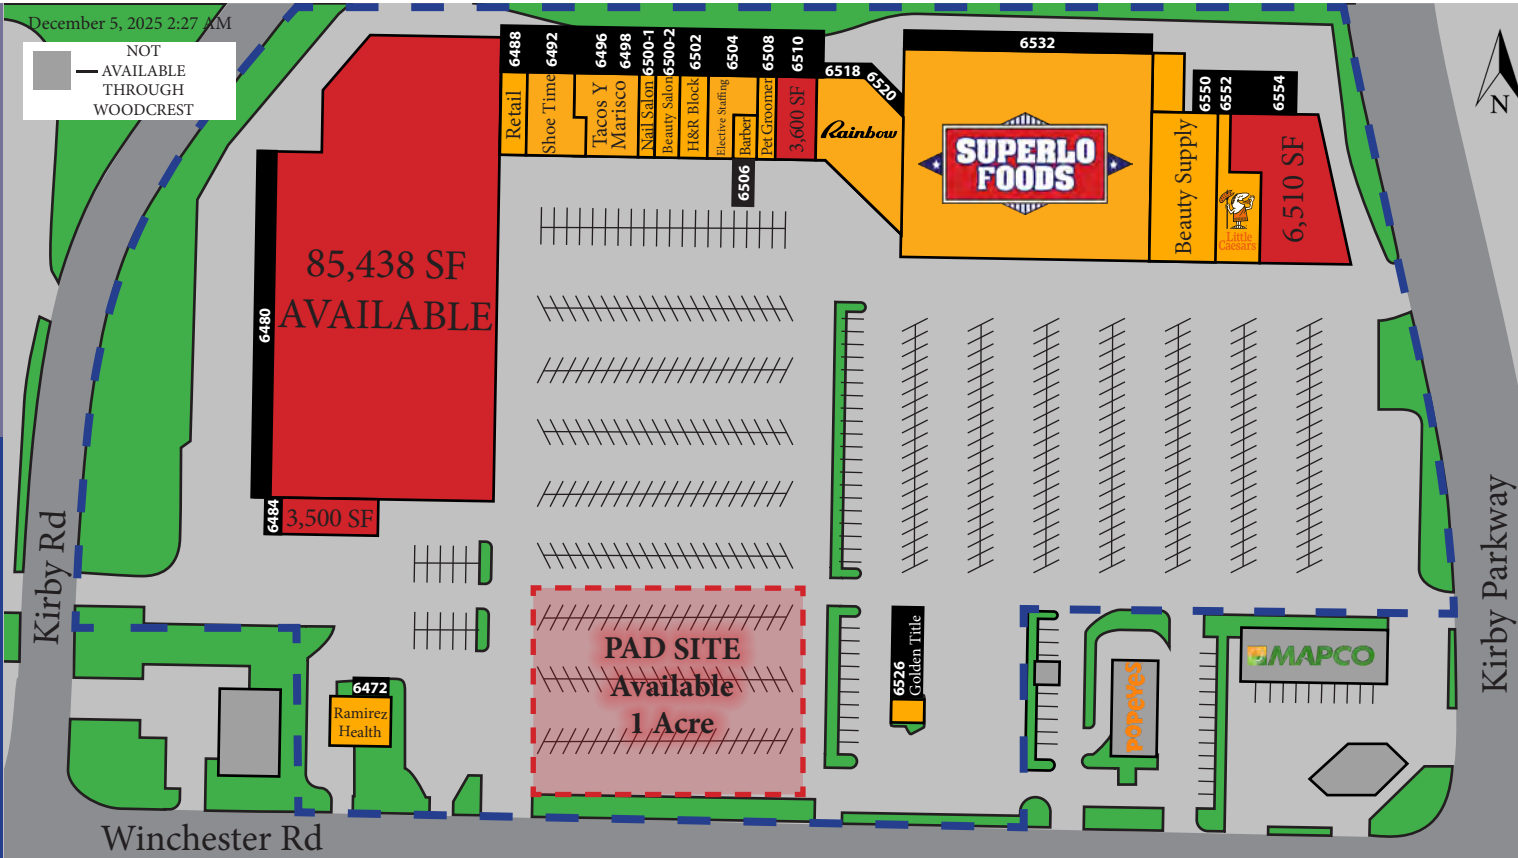 December 5, 2025 2:27 AM
NOT
AVAILABLE
THROUGH
WOODCREST
6488
6492
6496
6498
6500-1
6500-2
6502
6504
6508
6510
6518
6520
6532
6550
6552
6554
Retail
Shoe Time
Tacos Y
Marisco
Nail Salon
Beauty Salon
H&R Block
Elective Staffing
Barber
Pet Groomer
3,600 SF
6506
Rainbow
SUPERLO
FOODS
Beauty Supply
Little
Caesars
6,510 SF
N
85,438 SF
AVAILABLE
6480
6484
3,500 SF
Kirby Rd
Kirby Parkway
PAD SITE
Available
1 Acre
6526
Golden Title
6472
Ramirez
Health
POPEYES
MAPCO
Winchester Rd